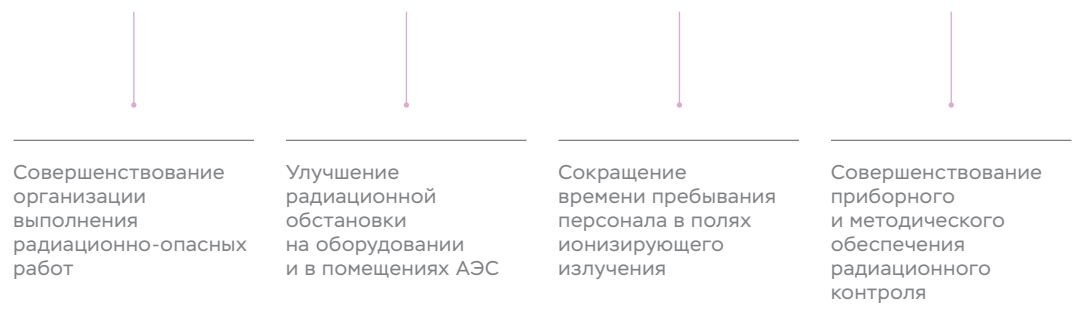 Совершенствование
организации
выполнения
радиационно-опасных
работ
Улучшение
радиационной
обстановки
на оборудовании
и в помещениях АЭС
Сокращение
времени пребывания
персонала в полях
ионизирующего
излучения
Совершенствование
приборного
и методического
обеспечения
радиационного
контроля